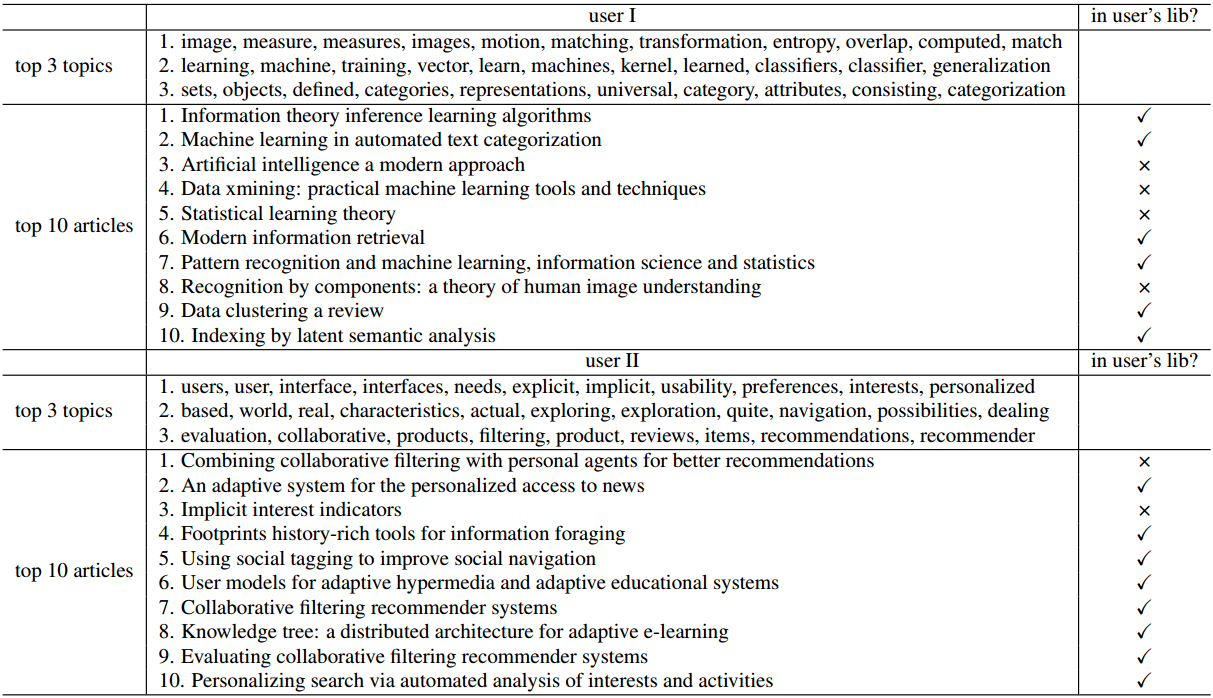 user I in user's lib?
top 3 topics
1. image, measure, measures, images, motion, matching, transformation, entropy, overlap, computed, match
2. learning, machine, training, vector, learn, machines, kernel, learned, classifiers, classifier, generalization
3. sets, objects, defined, categories, representations, universal, category, attributes, consisting, categorization
top 10 articles
1. Information theory inference learning algorithms ✓
2. Machine learning in automated text categorization ✓
3. Artificial intelligence a modern approach ×
4. Data xmining: practical machine learning tools and techniques ×
5. Statistical learning theory ×
6. Modern information retrieval ✓
7. Pattern recognition and machine learning, information science and statistics ✓
8. Recognition by components: a theory of human image understanding ×
9. Data clustering a review ✓
10. Indexing by latent semantic analysis ✓
user II in user's lib?
top 3 topics
1. users, user, interface, interfaces, needs, explicit, implicit, usability, preferences, interests, personalized
2. based, world, real, characteristics, actual, exploring, exploration, quite, navigation, possibilities, dealing
3. evaluation, collaborative, products, filtering, product, reviews, items, recommendations, recommender
top 10 articles
1. Combining collaborative filtering with personal agents for better recommendations ×
2. An adaptive system for the personalized access to news ✓
3. Implicit interest indicators ×
4. Footprints history-rich tools for information foraging ✓
5. Using social tagging to improve social navigation ✓
6. User models for adaptive hypermedia and adaptive educational systems ✓
7. Collaborative filtering recommender systems ✓
8. Knowledge tree: a distributed architecture for adaptive e-learning ✓
9. Evaluating collaborative filtering recommender systems ✓
10. Personalizing search via automated analysis of interests and activities ✓